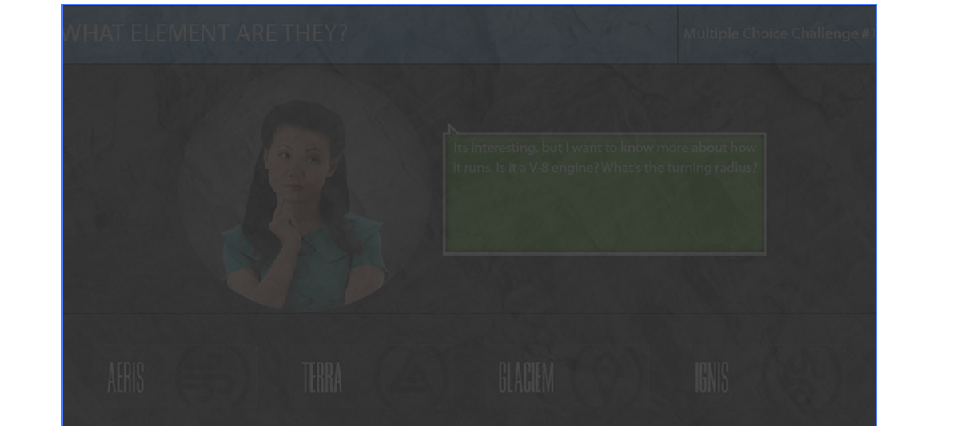 WHAT ELEMENT ARE THEY?
Multiple Choice Challenge #
Its interesting, but I want to know more about how
it runs. Is it a V-8 engine? What's the turning radius?
AERIS
TERRA
GLACIEM
IGNIS